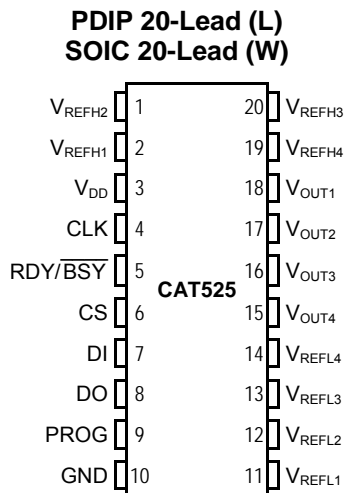 PDIP 20-Lead (L)
SOIC 20-Lead (W)
VREFH2 1 20 VREFH3
VREFH1 2 19 VREFH4
VDD 3 18 VOUT1
CLK 4 17 VOUT2
RDY/BSY 5 16 VOUT3
CAT525
CS 6 15 VOUT4
DI 7 14 VREFL4
DO 8 13 VREFL3
PROG 9 12 VREFL2
GND 10 11 VREFL1